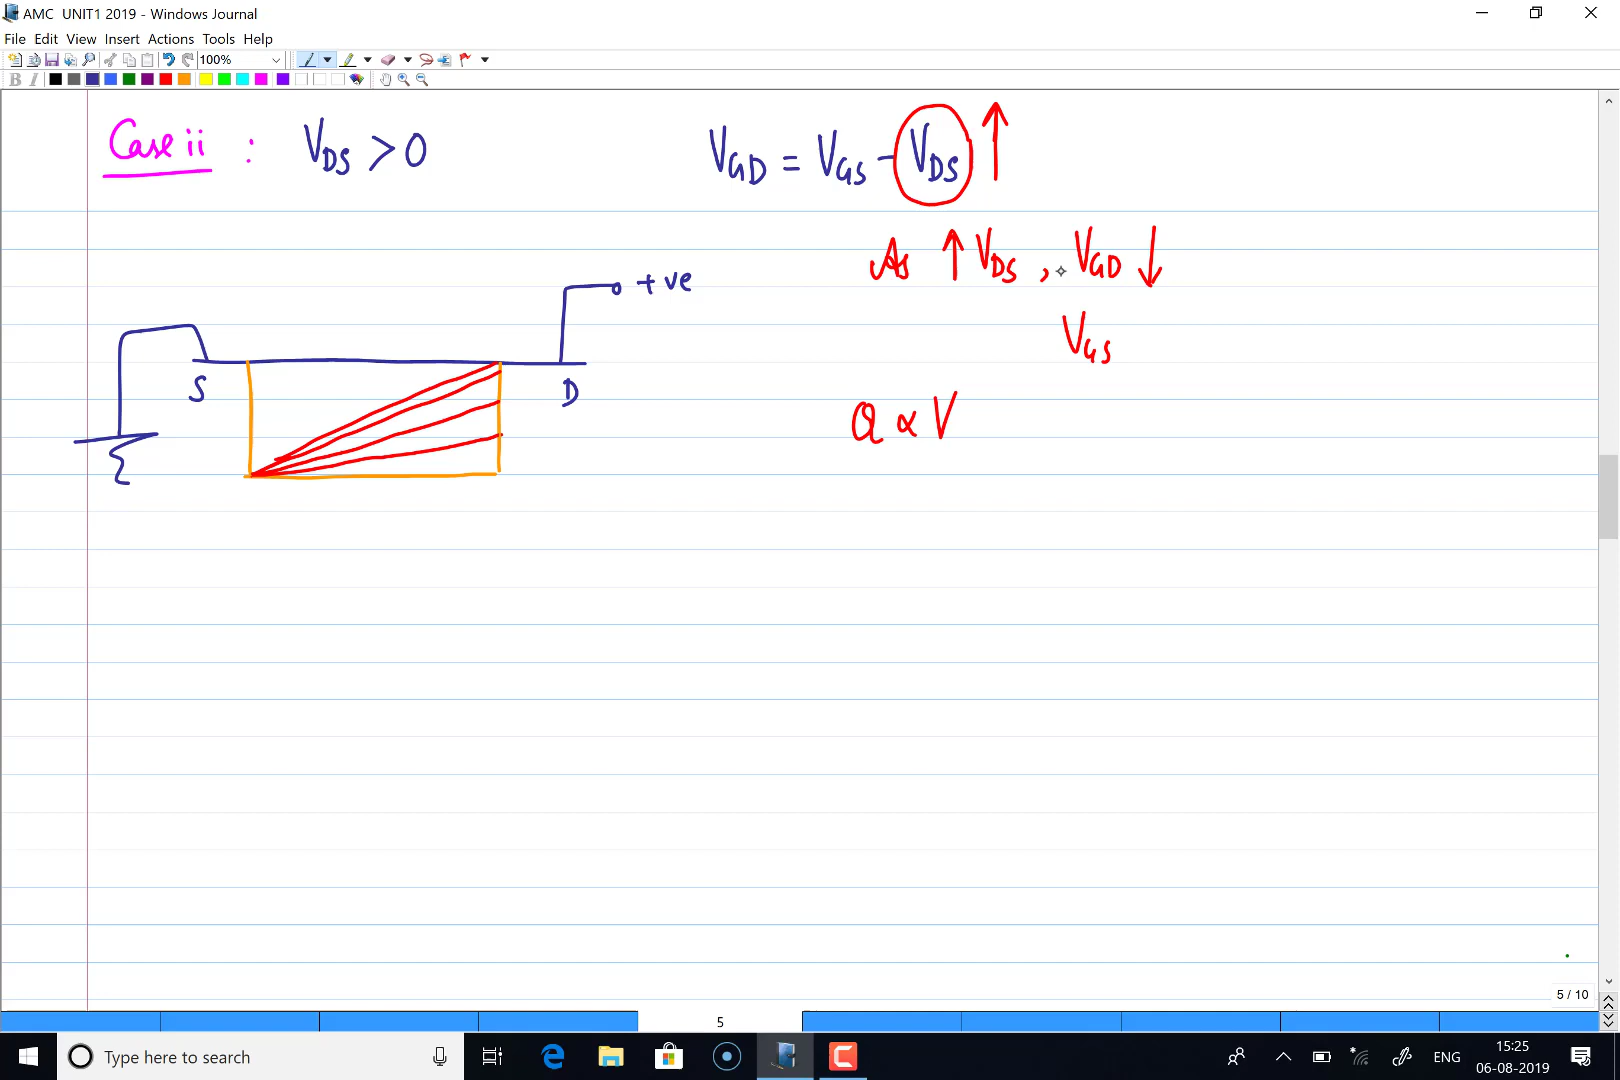 AMC UNIT1 2019 - Windows Journal
File Edit View Insert Actions Tools Help
100%
B I
Case ii : VDS > 0
VGD = VGS - VDS ↑
As ↑ VDS , VGD ↓
+ve
VGS
S
D
Q ∝ V
5 / 10
5
Type here to search
ENG
15:25
06-08-2019